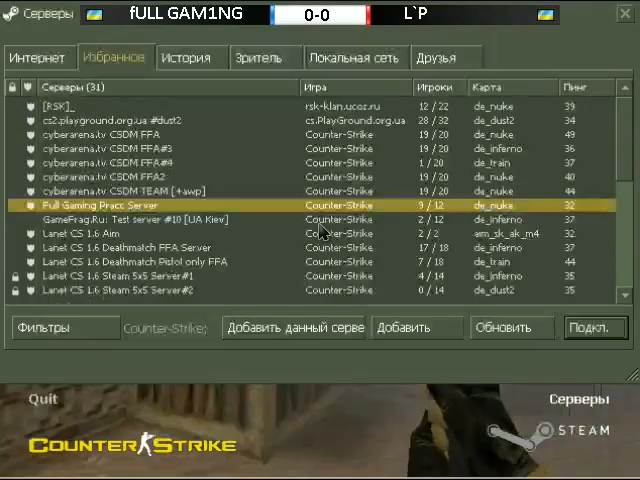 Серверы
fULL GAM1NG 0-0 L`P
Интернет Избранное История Зритель Локальная сеть Друзья
Серверы (31) Игра Игроки Карта Пинг
[RSK]_ rsk-klan.ucoz.ru 12 / 22 de_nuke 39
cs2.playground.org.ua #dust2 cs.PlayGround.org.ua 28 / 32 de_dust2 34
cyberarena.tv CSDM FFA Counter-Strike 19 / 20 de_nuke 49
cyberarena.tv CSDM FFA#3 Counter-Strike 19 / 20 de_inferno 36
cyberarena.tv CSDM FFA#4 Counter-Strike 1 / 20 de_train 37
cyberarena.tv CSDM FFA2 Counter-Strike 19 / 20 de_nuke 37
cyberarena.tv CSDM TEAM [+awp] Counter-Strike 19 / 20 de_nuke 44
Full Gaming Pracc Server Counter-Strike 9 / 12 de_nuke 32
GameFrag.Ru: Test server #10 [UA Kiev] Counter-Strike 2 / 12 de_inferno 37
Lanet CS 1.6 Aim Counter-Strike 2 / 2 aim_sk_ak_m4 32
Lanet CS 1.6 Deathmatch FFA Server Counter-Strike 17 / 18 de_inferno 37
Lanet CS 1.6 Deathmatch Pistol only FFA Counter-Strike 7 / 18 de_train 44
Lanet CS 1.6 Steam 5x5 Server#1 Counter-Strike 4 / 14 de_inferno 35
Lanet CS 1.6 Steam 5x5 Server#2 Counter-Strike 0 / 14 de_dust2 35
Фильтры Counter-Strike; Добавить данный серве Добавить Обновить Подкл.
Quit Серверы
COUNTER STRIKE STEAM